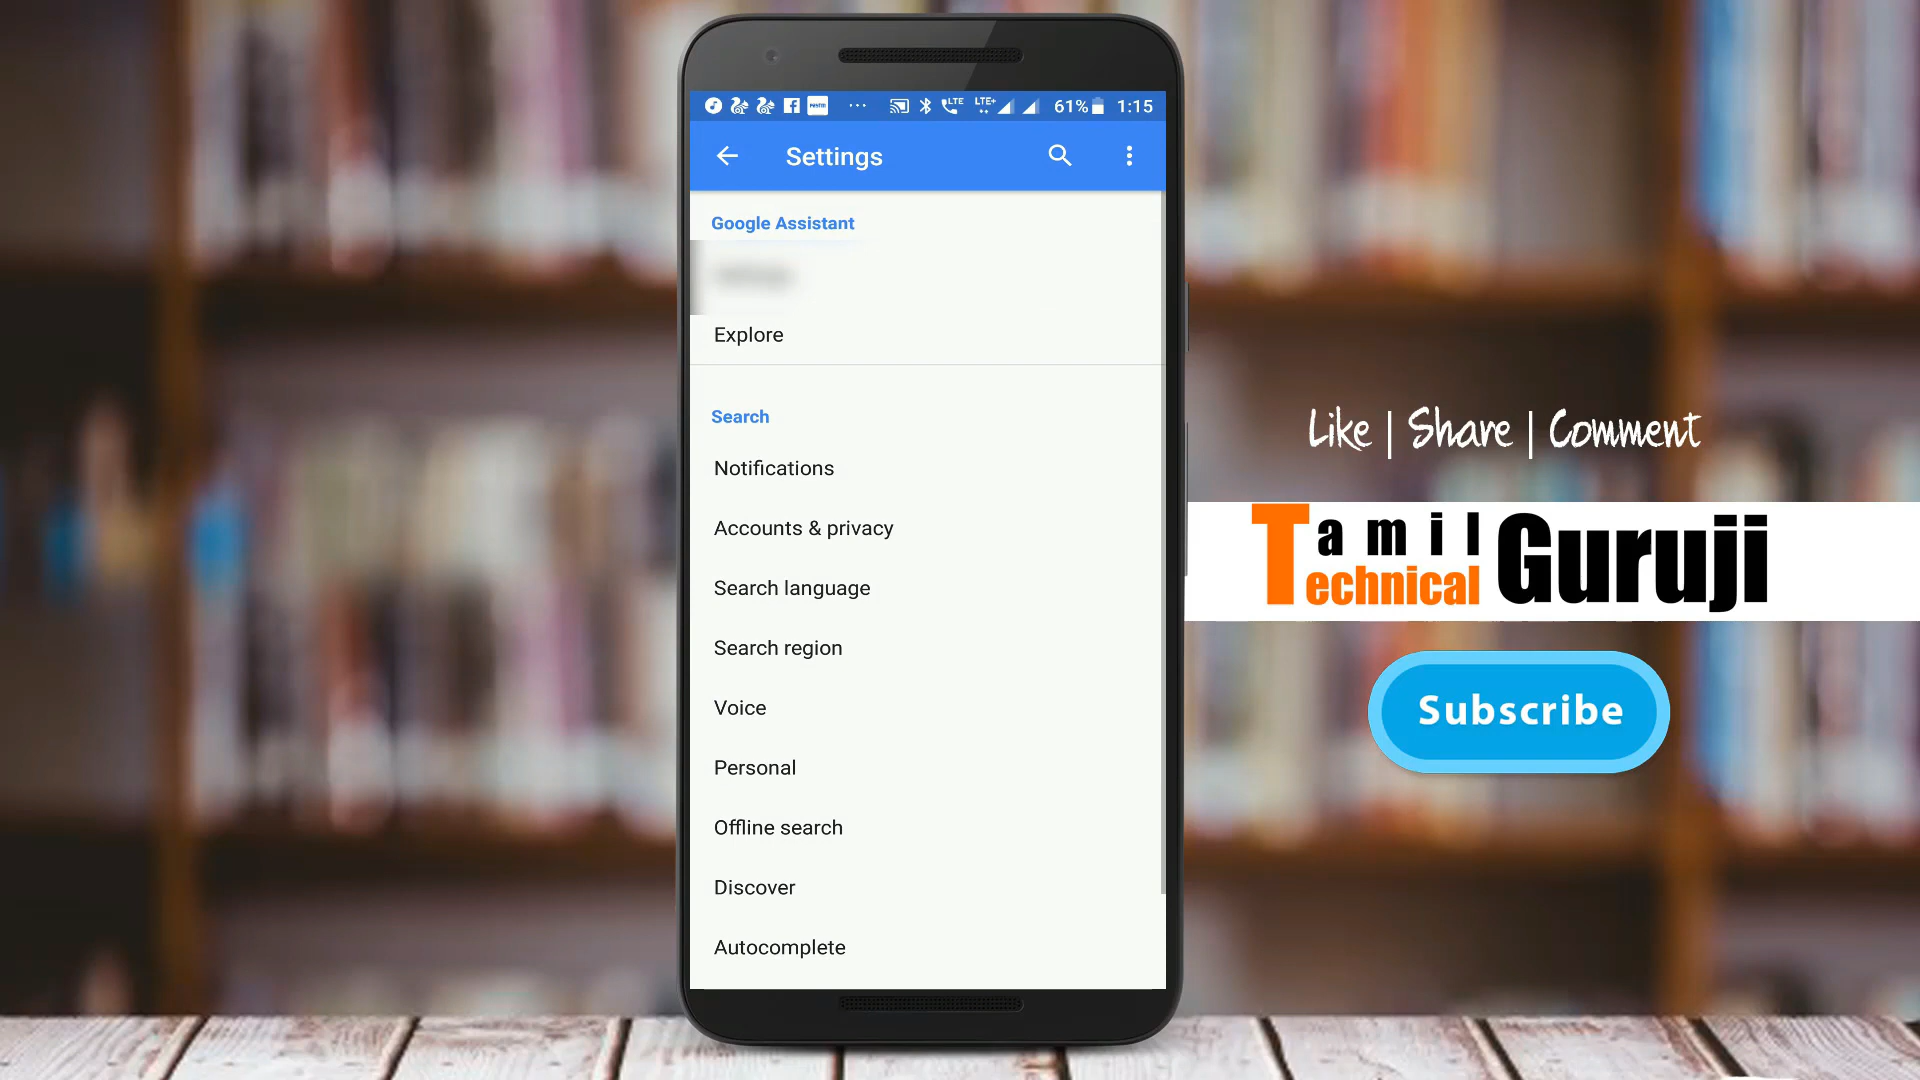 61% 1:15
Settings
Google Assistant
Explore
Search
Notifications
Accounts & privacy
Search language
Search region
Voice
Personal
Offline search
Discover
Autocomplete
Like | Share | Comment
Tamil
Technical Guruji
Subscribe